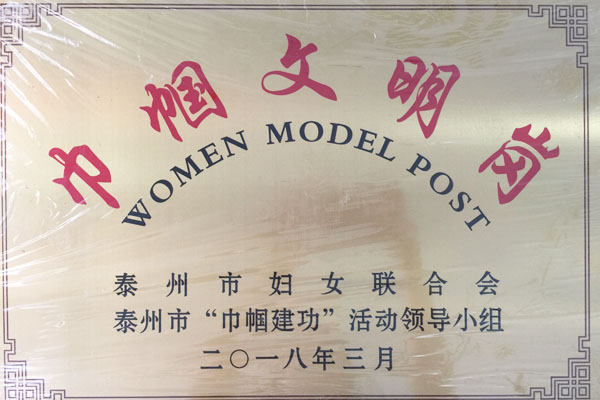 巾帼文明岗
WOMEN MODEL POST
泰州市妇女联合会
泰州市“巾帼建功”活动领导小组
二〇一八年三月